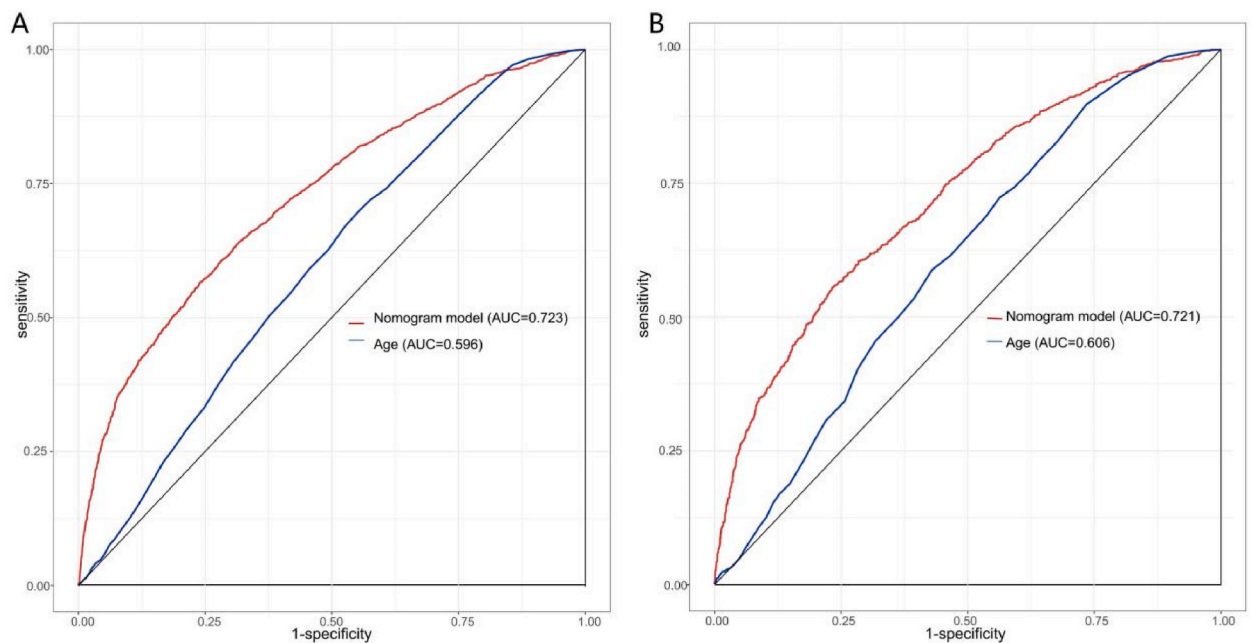 A
1.00
0.75
0.50
0.25
0.00
sensitivity
Nomogram model (AUC=0.723)
Age (AUC=0.596)
0.00 0.25 0.50 0.75 1.00
1-specificity
B
1.00
0.75
0.50
0.25
0.00
sensitivity
Nomogram model (AUC=0.721)
Age (AUC=0.606)
0.00 0.25 0.50 0.75 1.00
1-specificity